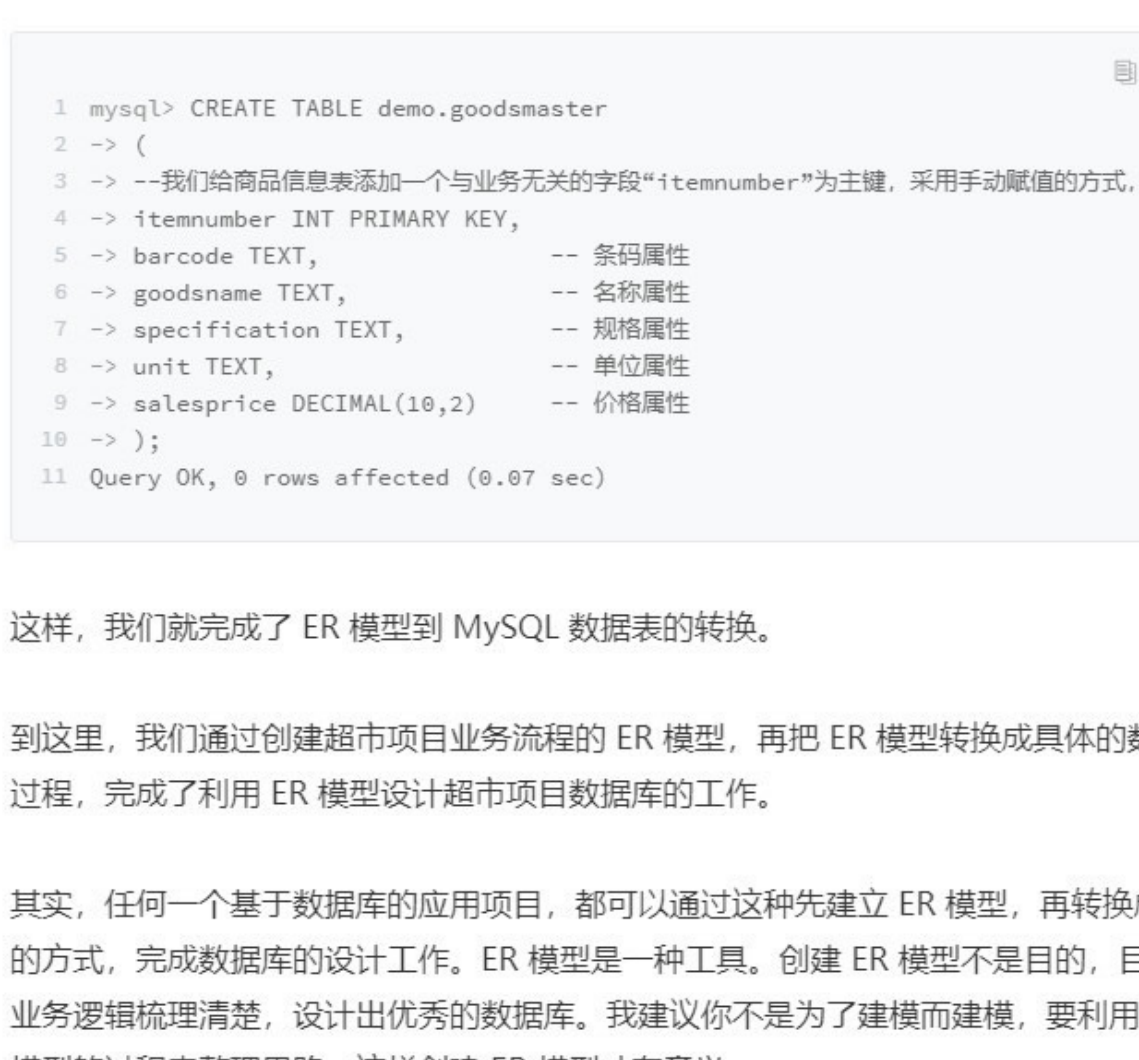 1 mysql> CREATE TABLE demo.goodsmaster
2 -> (
3 -> --我们给商品信息表添加一个与业务无关的字段“itemnumber”为主键，采用手动赋值的方式，
4 -> itemnumber INT PRIMARY KEY,
5 -> barcode TEXT, -- 条码属性
6 -> goodsname TEXT, -- 名称属性
7 -> specification TEXT, -- 规格属性
8 -> unit TEXT, -- 单位属性
9 -> salesprice DECIMAL(10,2) -- 价格属性
10 -> );
11 Query OK, 0 rows affected (0.07 sec)
这样，我们就完成了 ER 模型到 MySQL 数据表的转换。
到这里，我们通过创建超市项目业务流程的 ER 模型，再把 ER 模型转换成具体的
过程，完成了利用 ER 模型设计超市项目数据库的工作。
其实，任何一个基于数据库的应用项目，都可以通过这种先建立 ER 模型，再转换
的方式，完成数据库的设计工作。ER 模型是一种工具。创建 ER 模型不是目的，
业务逻辑梳理清楚，设计出优秀的数据库。我建议你不是为了建模而建模，要利用